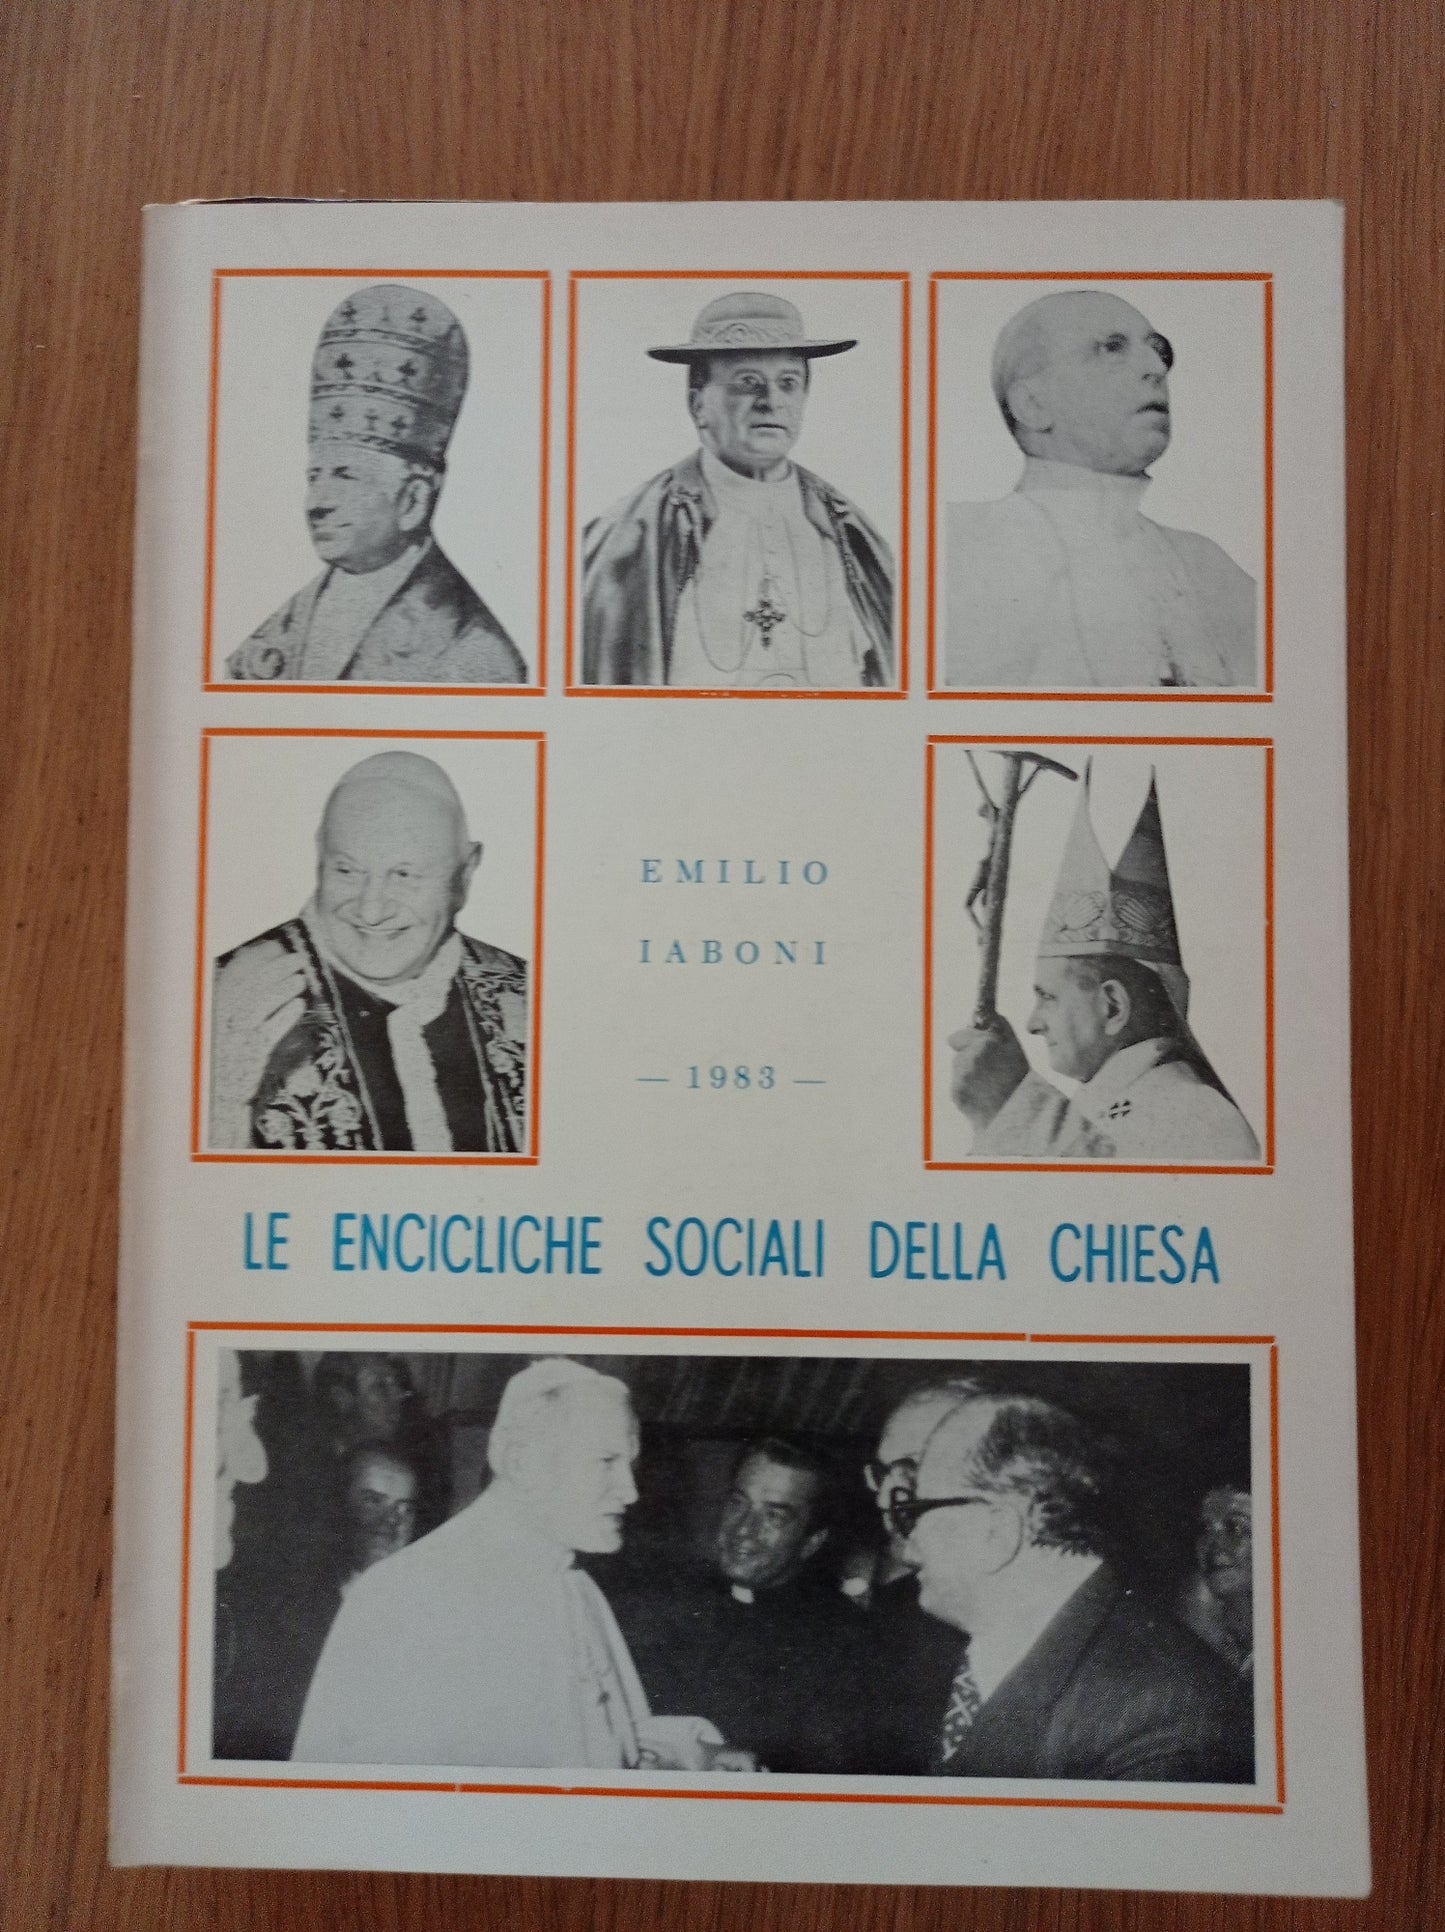 EMILIO
IABONI
— 1983 —
LE ENCICLICHE SOCIALI DELLA CHIESA